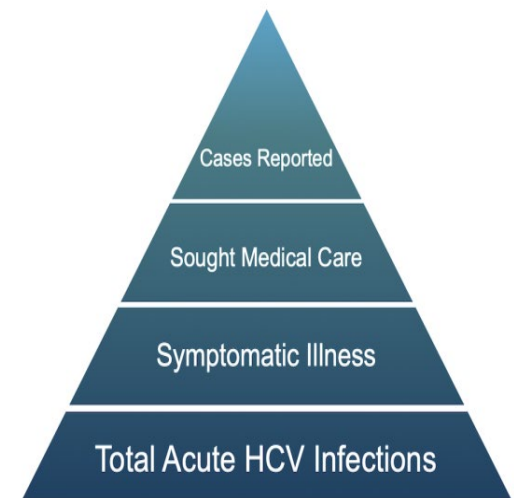 Cases Reported
Sought Medical Care
Symptomatic Illness
Total Acute HCV Infections